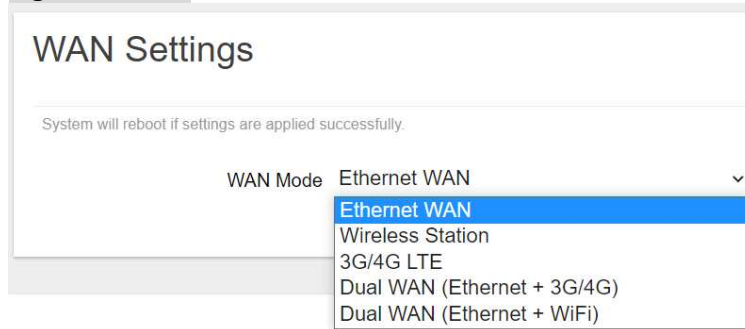 WAN Settings
System will reboot if settings are applied successfully.
WAN Mode Ethernet WAN
Ethernet WAN
Wireless Station
3G/4G LTE
Dual WAN (Ethernet + 3G/4G)
Dual WAN (Ethernet + WiFi)